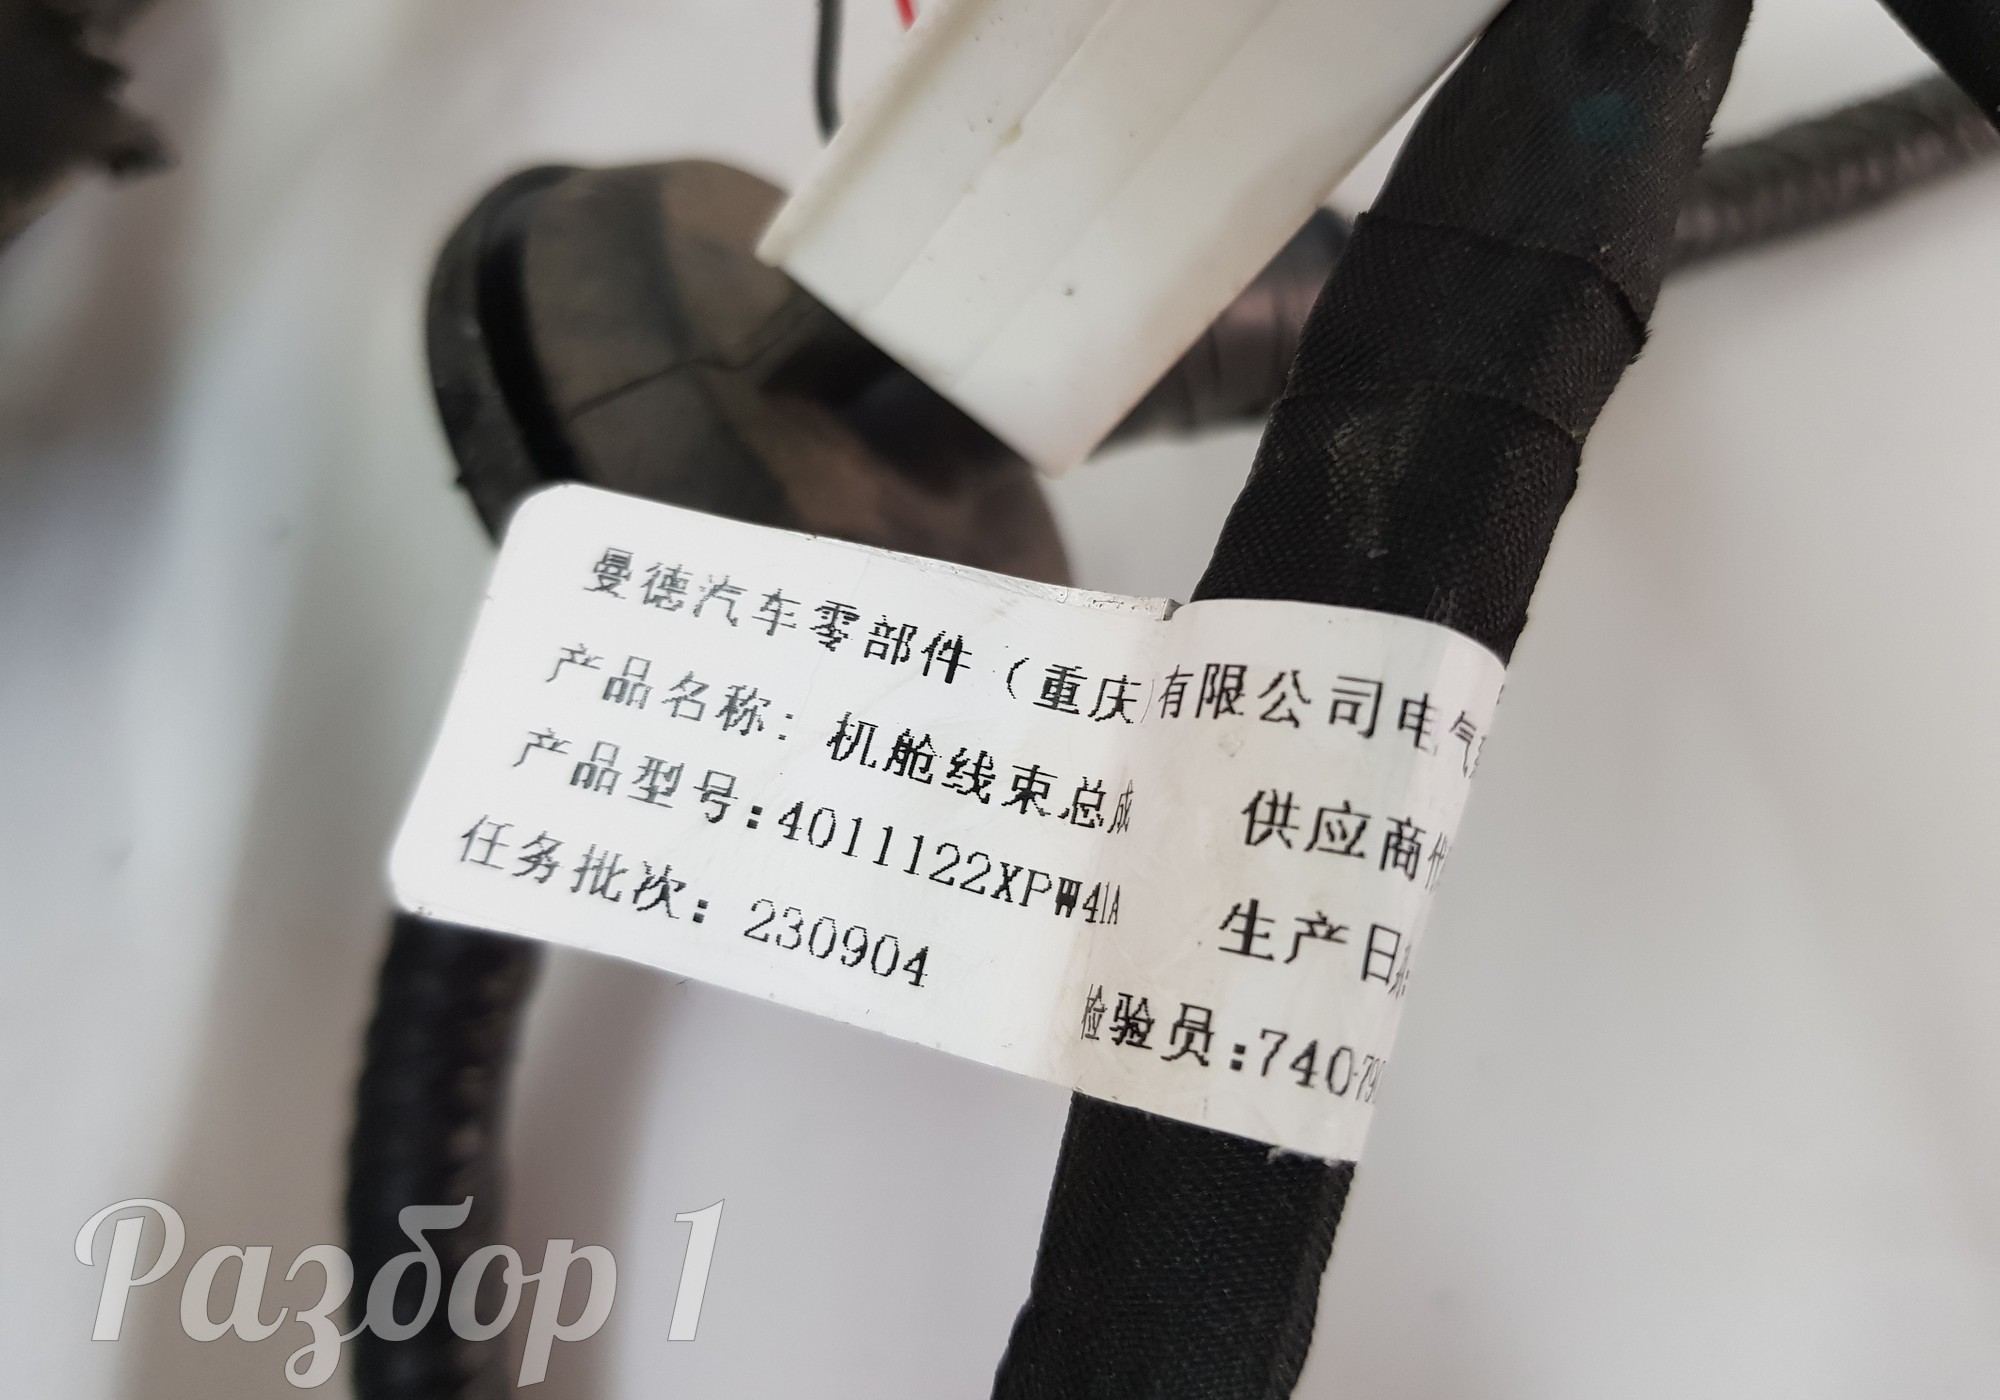 曼德汽车零部件（重庆）有限公司电气
产品名称：机舱线束总成 供应商代
产品型号:4011122XPW41A 生产日
任务批次：230904 检验员:740790
Разбор 1